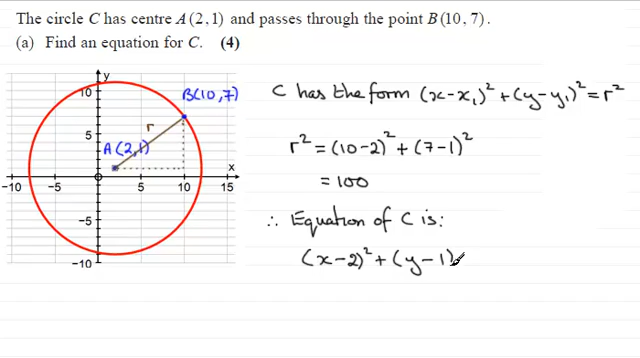 The circle C has centre A(2, 1) and passes through the point B(10, 7).
(a) Find an equation for C. (4)
C has the form (x-x₁)² + (y-y₁)² = r²
r² = (10-2)² + (7-1)²
= 100
∴ Equation of C is:
(x-2)² + (y-1)
y
10
B(10,7)
r
5
A(2,1)
x
-10
-5
0
5
10
15
-5
-10